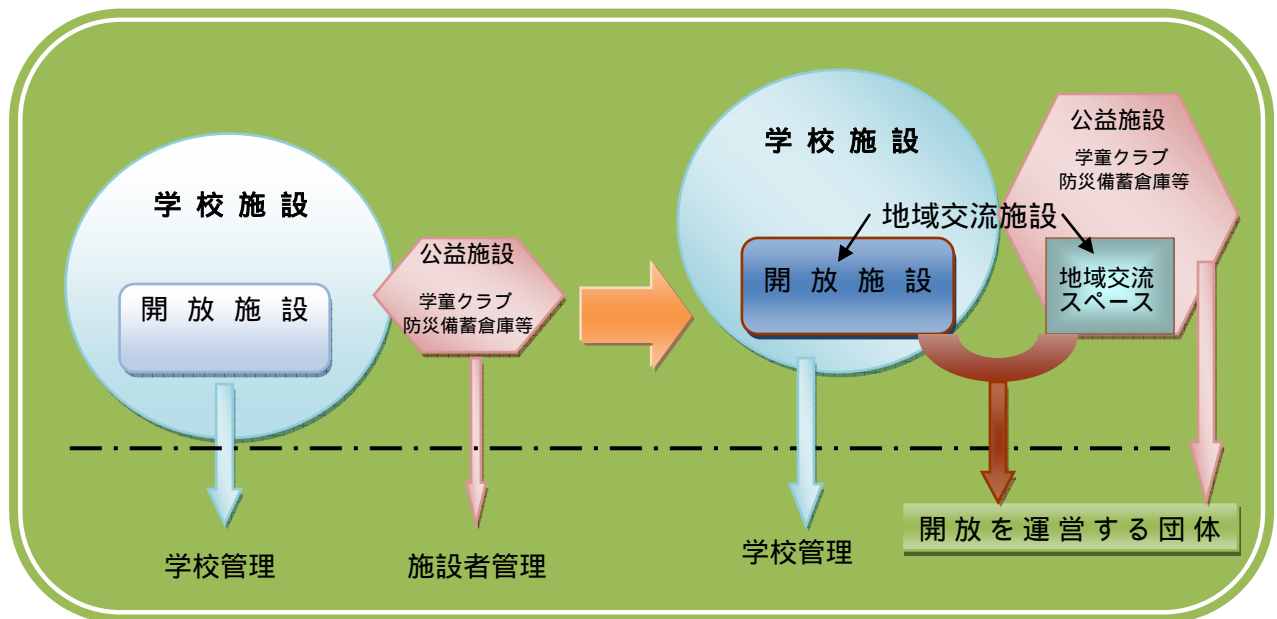 学校施設
開放施設
公益施設
学童クラブ
防災備蓄倉庫等
学校管理
施設者管理
学校施設
公益施設
学童クラブ
防災備蓄倉庫等
地域交流施設
開放施設
地域交流
スペース
学校管理
開放を運営する団体